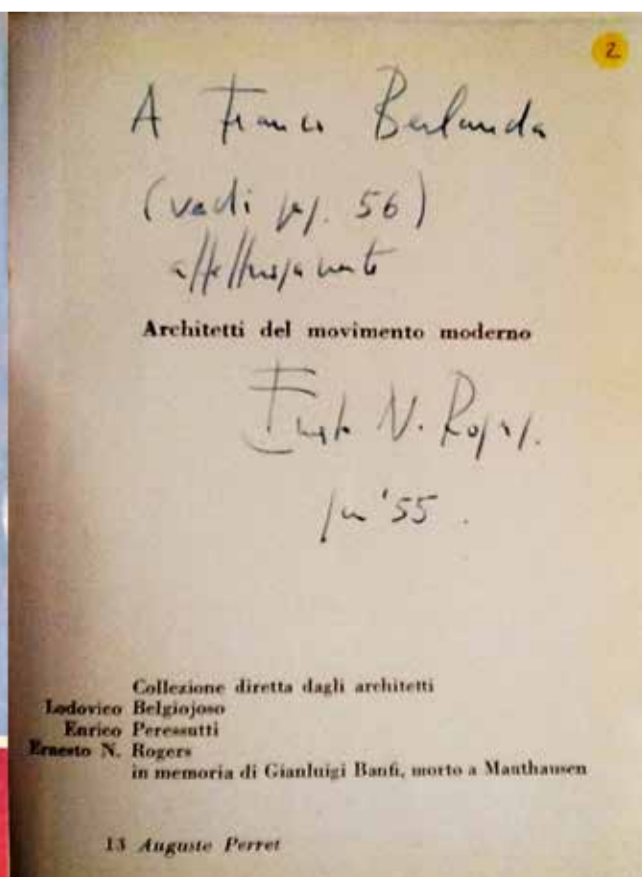 2
A Franco Berlanda
(vedi pg. 56)
affettuosamente
Architetti del movimento moderno
Ernesto N. Rogers.
'55.
Collezione diretta dagli architetti
Lodovico Belgiojoso
Enrico Peressutti
Ernesto N. Rogers
in memoria di Gianluigi Banfi, morto a Mauthausen
13 Auguste Perret